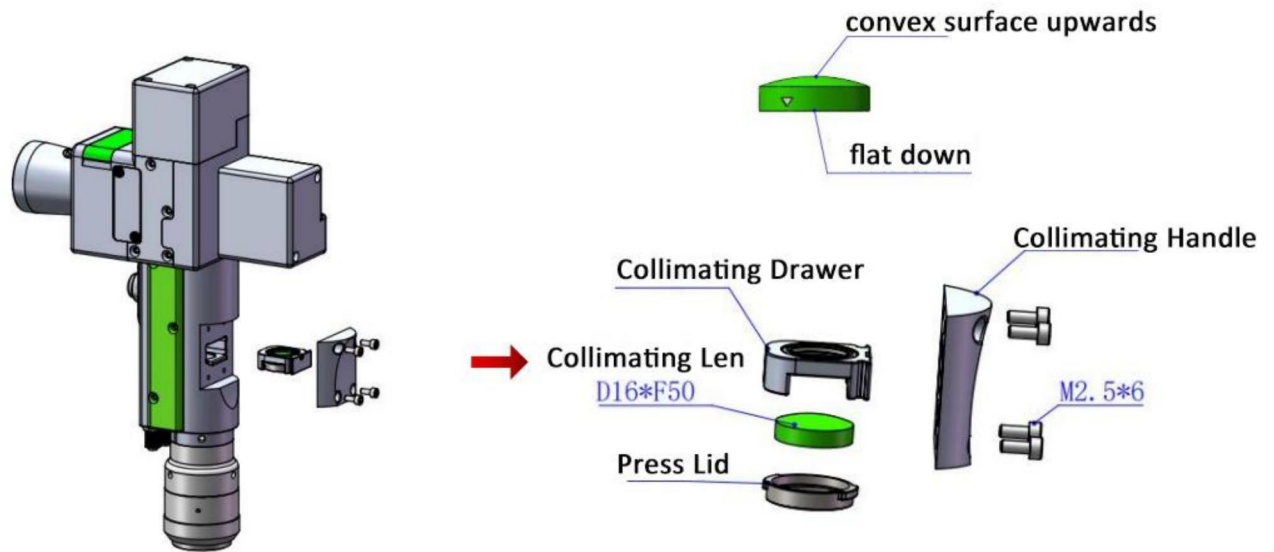 convex surface upwards
flat down
Collimating Handle
Collimating Drawer
Collimating Len
D16*F50
M2.5*6
Press Lid